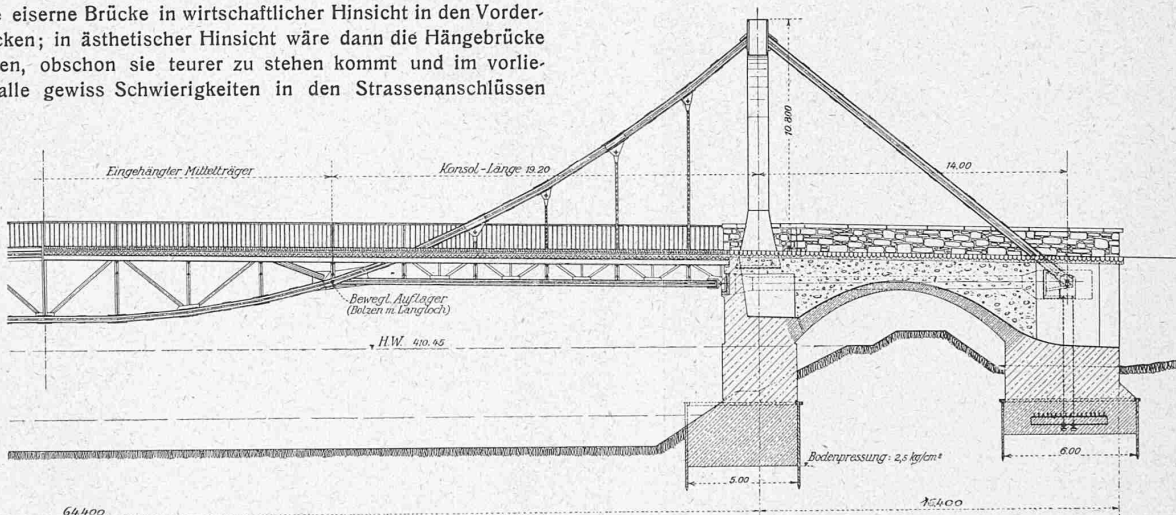 eiserne Brücke in wirtschaftlicher Hinsicht in den Vorder-
cken; in ästhetischer Hinsicht wäre dann die Hängebrücke
en, obschon sie teurer zu stehen kommt und im vorlie-
alle gewiss Schwierigkeiten in den Strassenanschlüssen
10.800
Eingehängter Mittelträger
Konsol-Länge 19.20
14.00
Bewegl. Auflager
(Bolzen m. Langloch)
H.W. 410.45
Bodenpressung: 2,5 kg/cm²
5.00
6.00
64.400